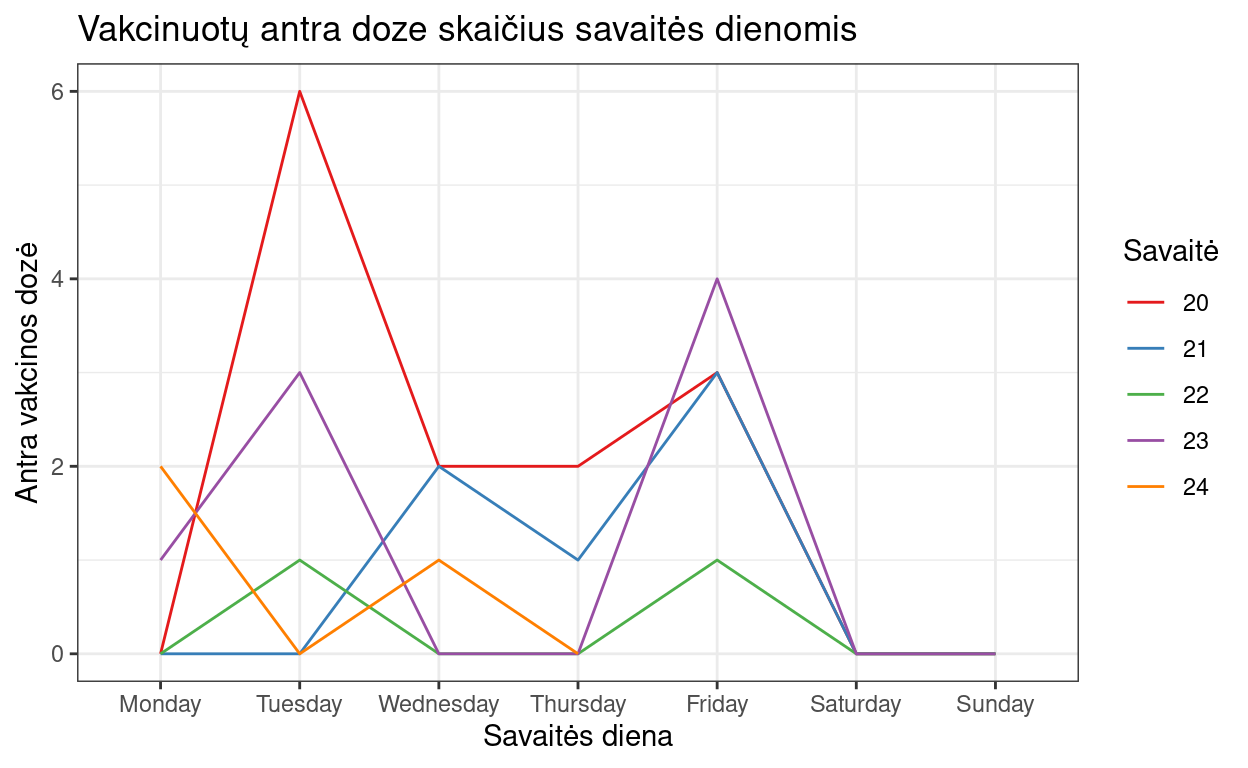 Vakcinuotų antra doze skaičius savaitės dienomis
Antra vakcinos dozė
6
4
2
0
Monday Tuesday Wednesday Thursday Friday Saturday Sunday
Savaitės diena
Savaitė
20
21
22
23
24